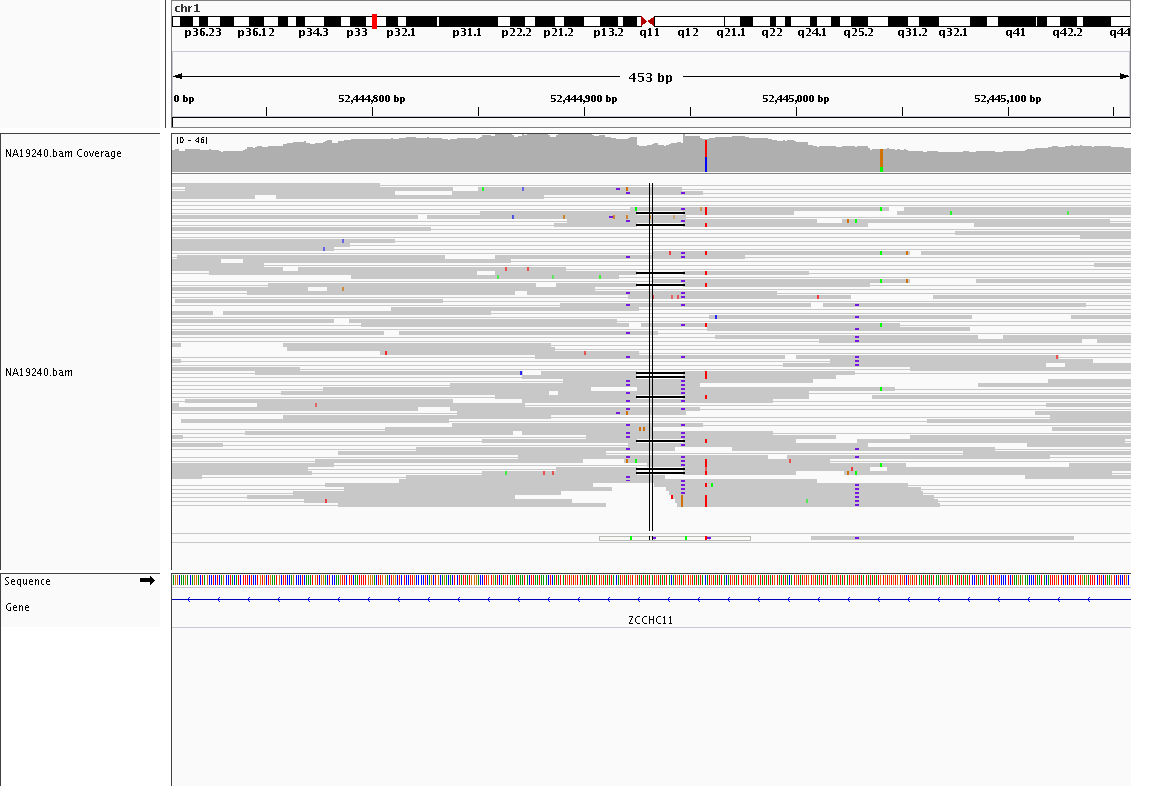 chr1
p36.23 p36.12 p34.3 p33 p32.1 p31.1 p22.2 p21.2 p13.2 q11 q12 q21.1 q22 q24.1 q25.2 q31.2 q32.1 q41 q42.2 q44
453 bp
0 bp 52,444,800 bp 52,444,900 bp 52,445,000 bp 52,445,100 bp
[0 - 46]
NA19240.bam Coverage
NA19240.bam
Sequence
Gene
ZCCHC11